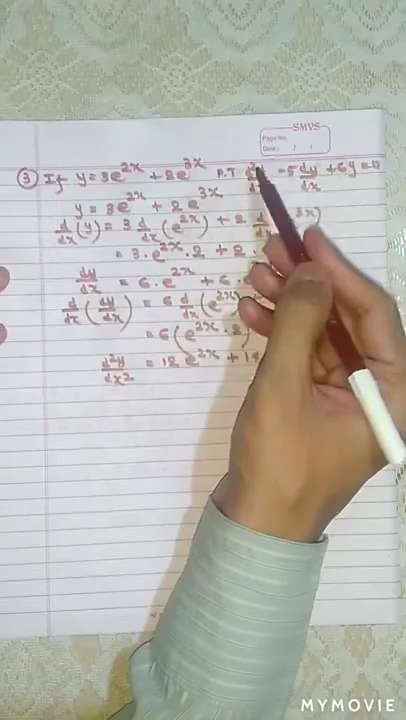 SMVS
Page No.
Date: / /
③ If y = 3e^2x + 2e^3x P.T d²y/dx² - 5 dy/dx + 6y = 0
y = 3e^2x + 2e^3x
d/dx (y) = 3 d/dx (e^2x) + 2 d 3x)
= 3. e^2x . 2 + 2.
dy/dx = 6. e^2x + 6.
d/dx (dy/dx) = 6 d/dx (e^2x)
= 6 (e^2x . 2)
d²y/dx² = 12 e^2x + 18
MYMOVIE